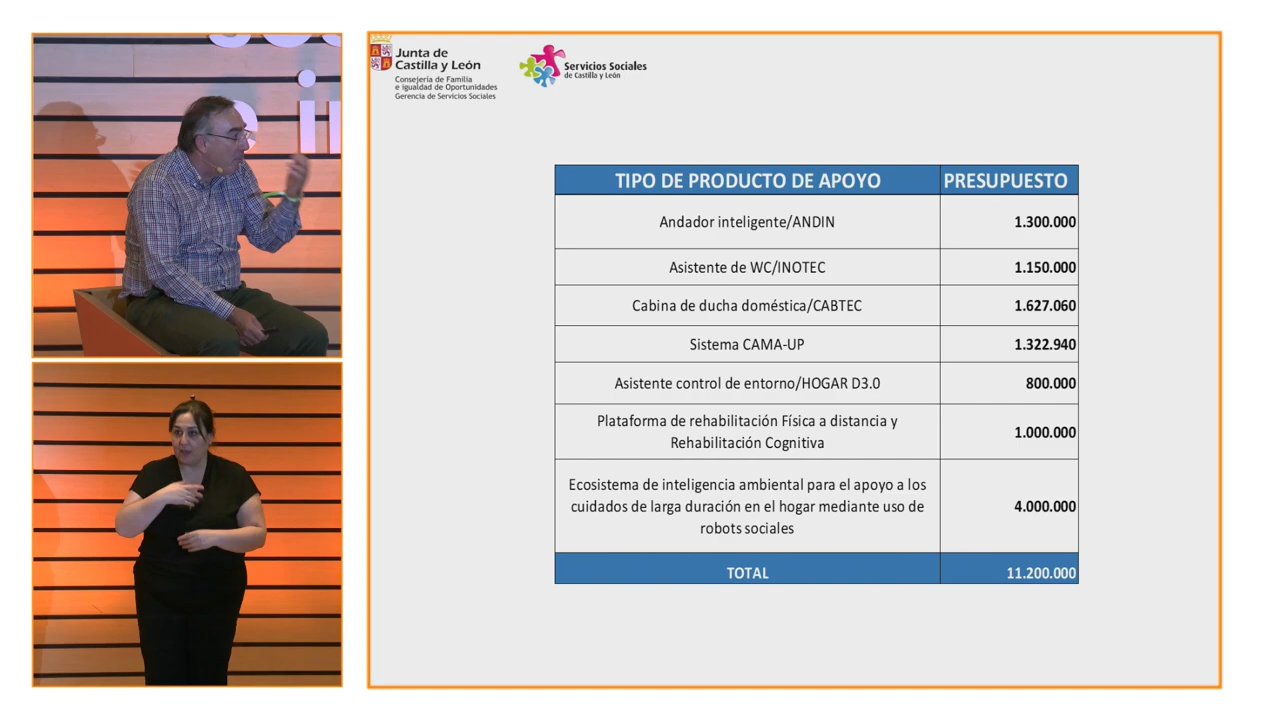 Junta de
Castilla y León
Consejería de Familia
e igualdad de Oportunidades
Gerencia de Servicios Sociales
Servicios Sociales
de Castilla y León
TIPO DE PRODUCTO DE APOYO PRESUPUESTO
Andador inteligente/ANDIN 1.300.000
Asistente de WC/INOTEC 1.150.000
Cabina de ducha doméstica/CABTEC 1.627.060
Sistema CAMA-UP 1.322.940
Asistente control de entorno/HOGAR D3.0 800.000
Plataforma de rehabilitación Física a distancia y
Rehabilitación Cognitiva 1.000.000
Ecosistema de inteligencia ambiental para el apoyo a los
cuidados de larga duración en el hogar mediante uso de 4.000.000
robots sociales
TOTAL 11.200.000